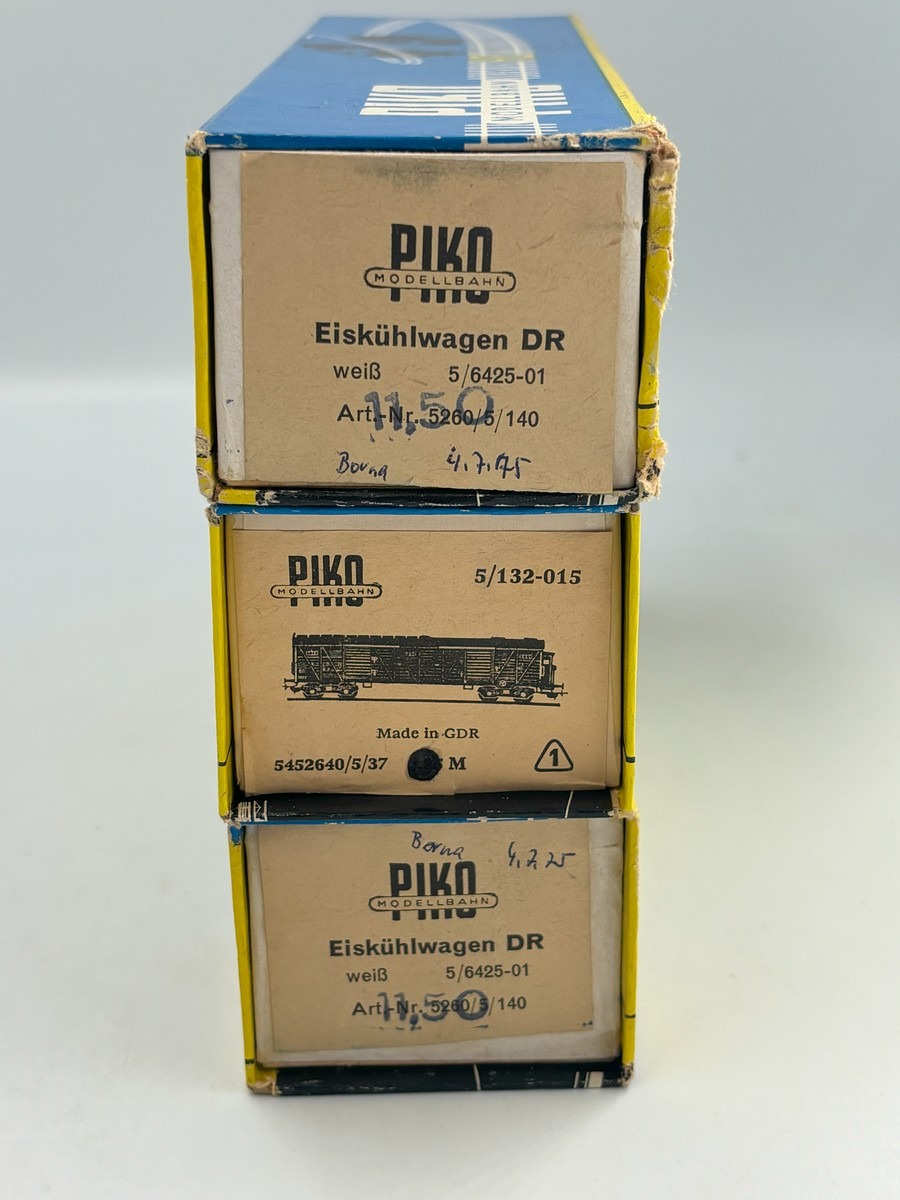 PIKO
MODELLBAHN
PIKO
MODELLBAHN
Eiskühlwagen DR
weiß 5/6425-01
11,50
Art.-Nr. 5260/5/140
Borna 4.7.75
PIKO
MODELLBAHN
5/132-015
Made in GDR
5452640/5/37 M
1
Borna 4.7.75
PIKO
MODELLBAHN
Eiskühlwagen DR
weiß 5/6425-01
11,50
Art.-Nr. 5260/5/140